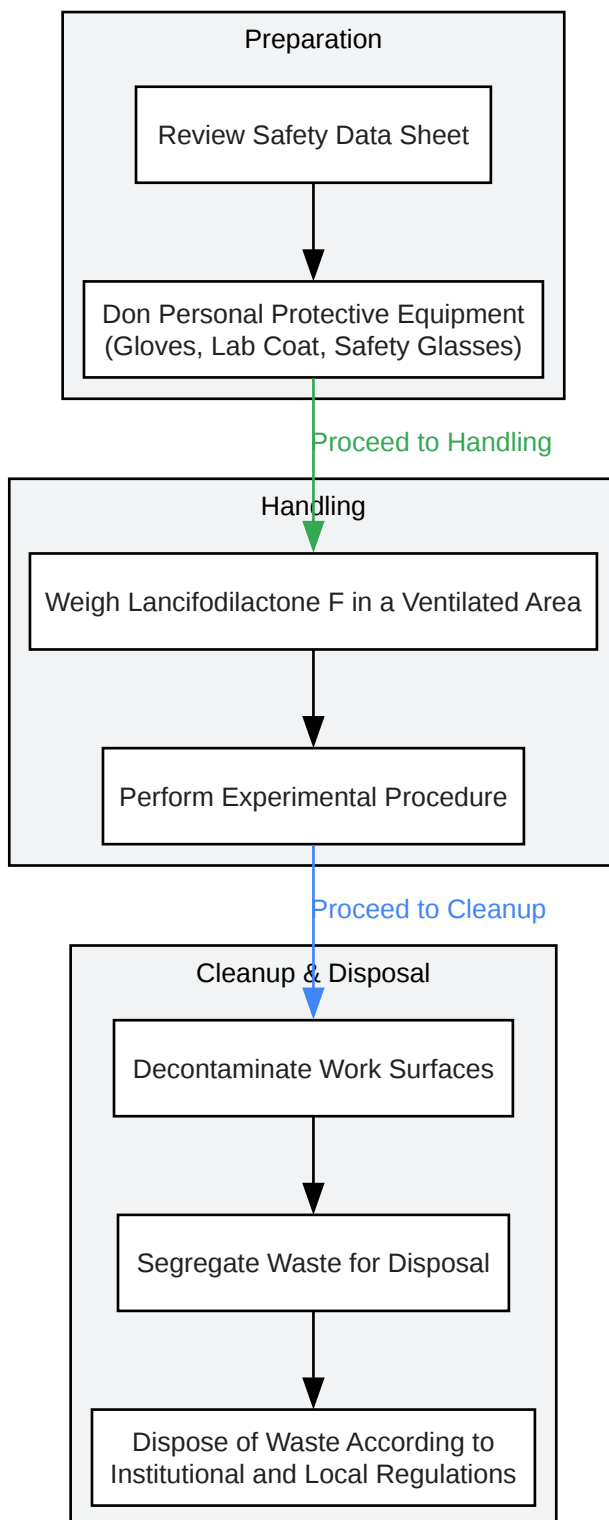 Preparation
Review Safety Data Sheet
Don Personal Protective Equipment
(Gloves, Lab Coat, Safety Glasses)
Proceed to Handling
Handling
Weigh Lancifodilactone F in a Ventilated Area
Perform Experimental Procedure
Proceed to Cleanup
Cleanup & Disposal
Decontaminate Work Surfaces
Segregate Waste for Disposal
Dispose of Waste According to
Institutional and Local Regulations